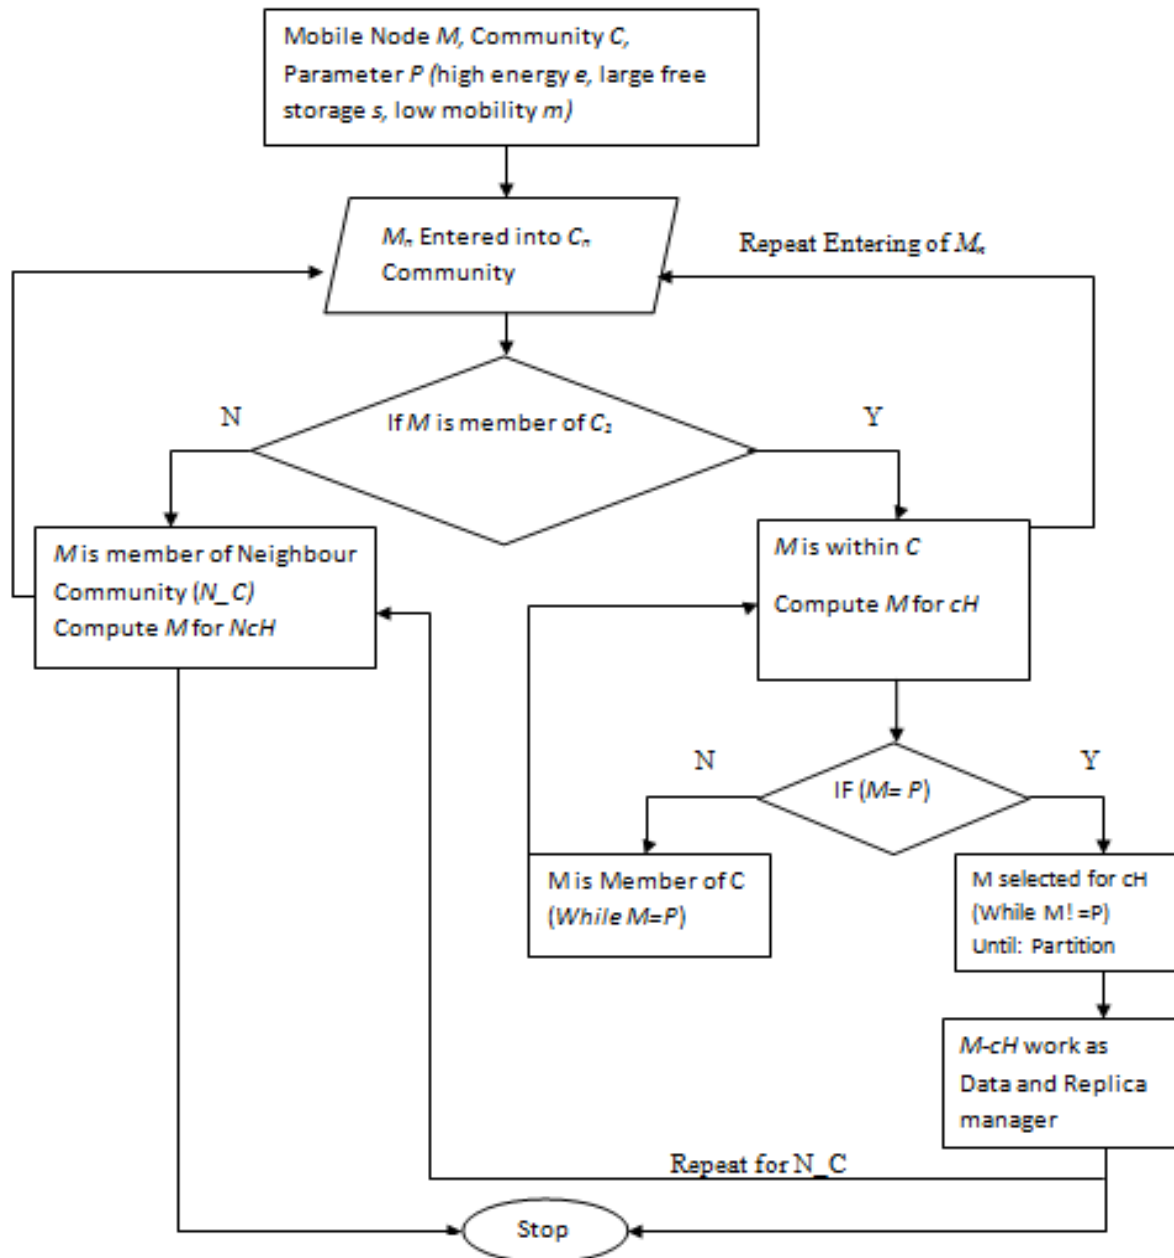 Mobile Node M, Community C,
Parameter P (high energy e, large free
storage s, low mobility m)
Mₙ Entered into Cₙ
Community
Repeat Entering of Mₙ
N
If M is member of C₁
Y
M is member of Neighbour
Community (N_C)
Compute M for NcH
M is within C
Compute M for cH
N
IF (M= P)
Y
M is Member of C
(While M=P)
M selected for cH
(While M! =P)
Until: Partition
M-cH work as
Data and Replica
manager
Repeat for N_C
Stop